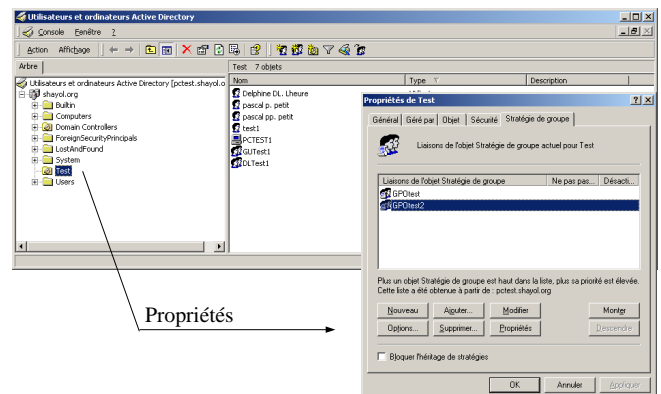 Utilisateurs et ordinateurs Active Directory
Console Fenêtre ?
Action Affichage
Arbre
Test 7 objets
Utilisateurs et ordinateurs Active Directory [pctest.shayol.o
shayol.org
Builtin
Computers
Domain Controllers
ForeignSecurityPrincipals
LostAndFound
System
Test
Users
Nom Type Description
Delphine DL. Lheure
pascal p. petit
pascal pp. petit
test1
PCTEST1
GUTest1
DLTest1
Propriétés
Propriétés de Test
Général Géré par Objet Sécurité Stratégie de groupe
Liaisons de l'objet Stratégie de groupe actuel pour Test
Liaisons de l'objet Stratégie de groupe Ne pas pas... Désacti...
GPOtest
GPOtest2
Plus un objet Stratégie de groupe est haut dans la liste, plus sa priorité est élevée.
Cette liste a été obtenue à partir de : pctest.shayol.org
Nouveau Ajouter... Modifier Monter
Options... Supprimer... Propriétés Descendre
Bloquer l'héritage de stratégies
OK Annuler Appliquer